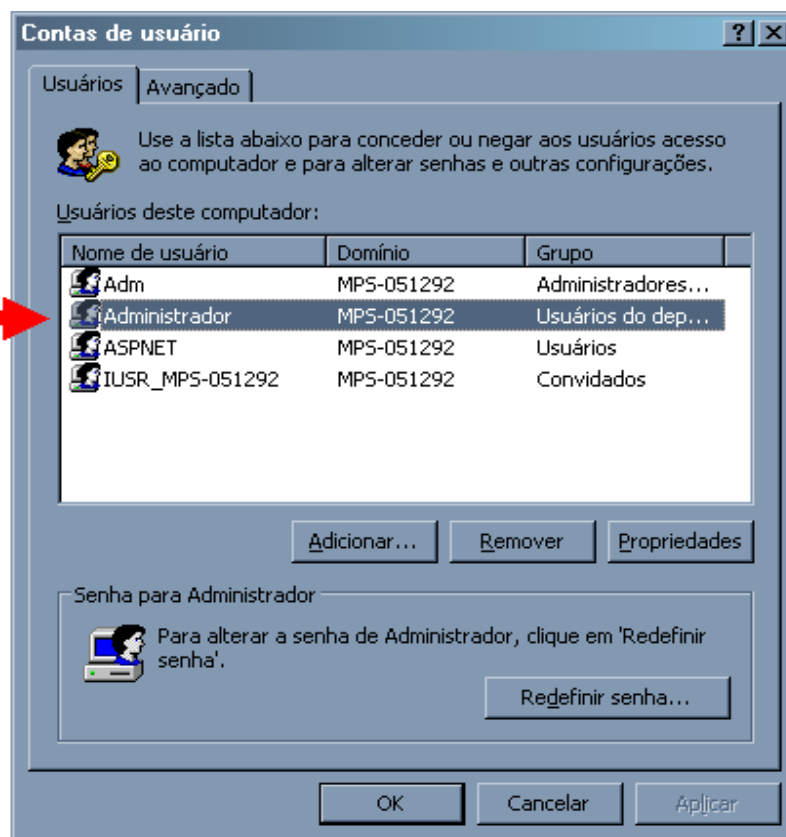 Contas de usuário
Usuários Avançado
Use a lista abaixo para conceder ou negar aos usuários acesso
ao computador e para alterar senhas e outras configurações.
Usuários deste computador:
Nome de usuário Domínio Grupo
Adm MPS-051292 Administradores...
Administrador MPS-051292 Usuários do dep...
ASPNET MPS-051292 Usuários
IUSR_MPS-051292 MPS-051292 Convidados
Adicionar... Remover Propriedades
Senha para Administrador
Para alterar a senha de Administrador, clique em 'Redefinir
senha'.
Redefinir senha...
OK Cancelar Aplicar